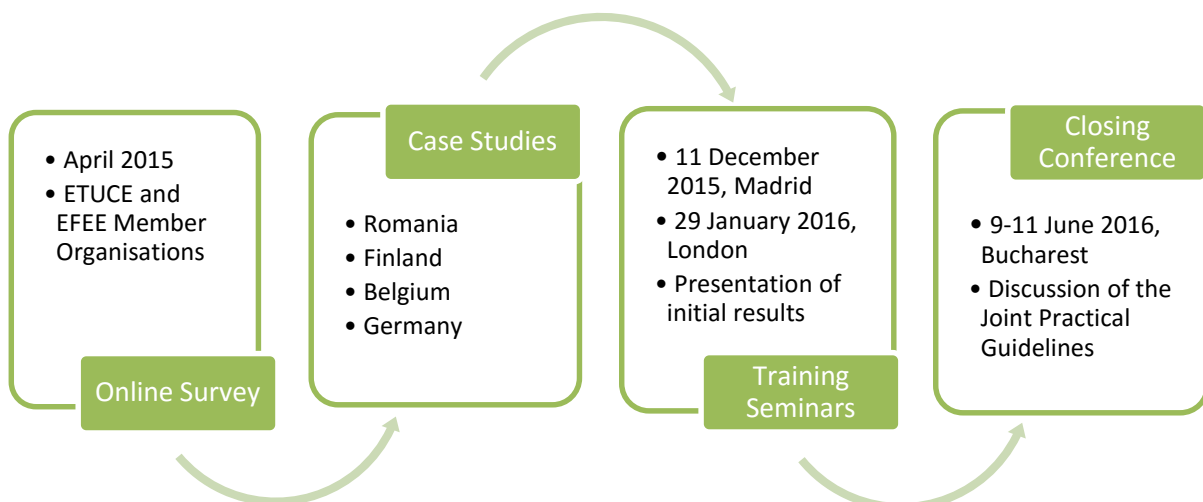 • April 2015
• ETUCE and
EFEE Member
Organisations
Online Survey
Case Studies
• Romania
• Finland
• Belgium
• Germany
• 11 December
2015, Madrid
• 29 January 2016,
London
• Presentation of
initial results
Training
Seminars
Closing
Conference
• 9-11 June 2016,
Bucharest
• Discussion of the
Joint Practical
Guidelines